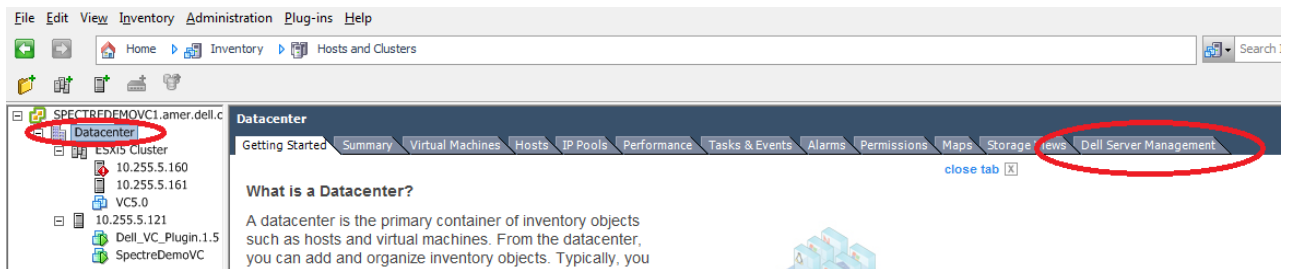 File Edit View Inventory Administration Plug-ins Help
Home Inventory Hosts and Clusters
Search
SPECTREDEMOVC1.amer.dell.c
Datacenter
Datacenter
Getting Started Summary Virtual Machines Hosts IP Pools Performance Tasks & Events Alarms Permissions Maps Storage Views Dell Server Management
ESXi5 Cluster
10.255.5.160
close tab X
10.255.5.161
What is a Datacenter?
VC5.0
10.255.5.121
A datacenter is the primary container of inventory objects
Dell_VC_Plugin.1.5
such as hosts and virtual machines. From the datacenter,
SpectreDemoVC
you can add and organize inventory objects. Typically, you